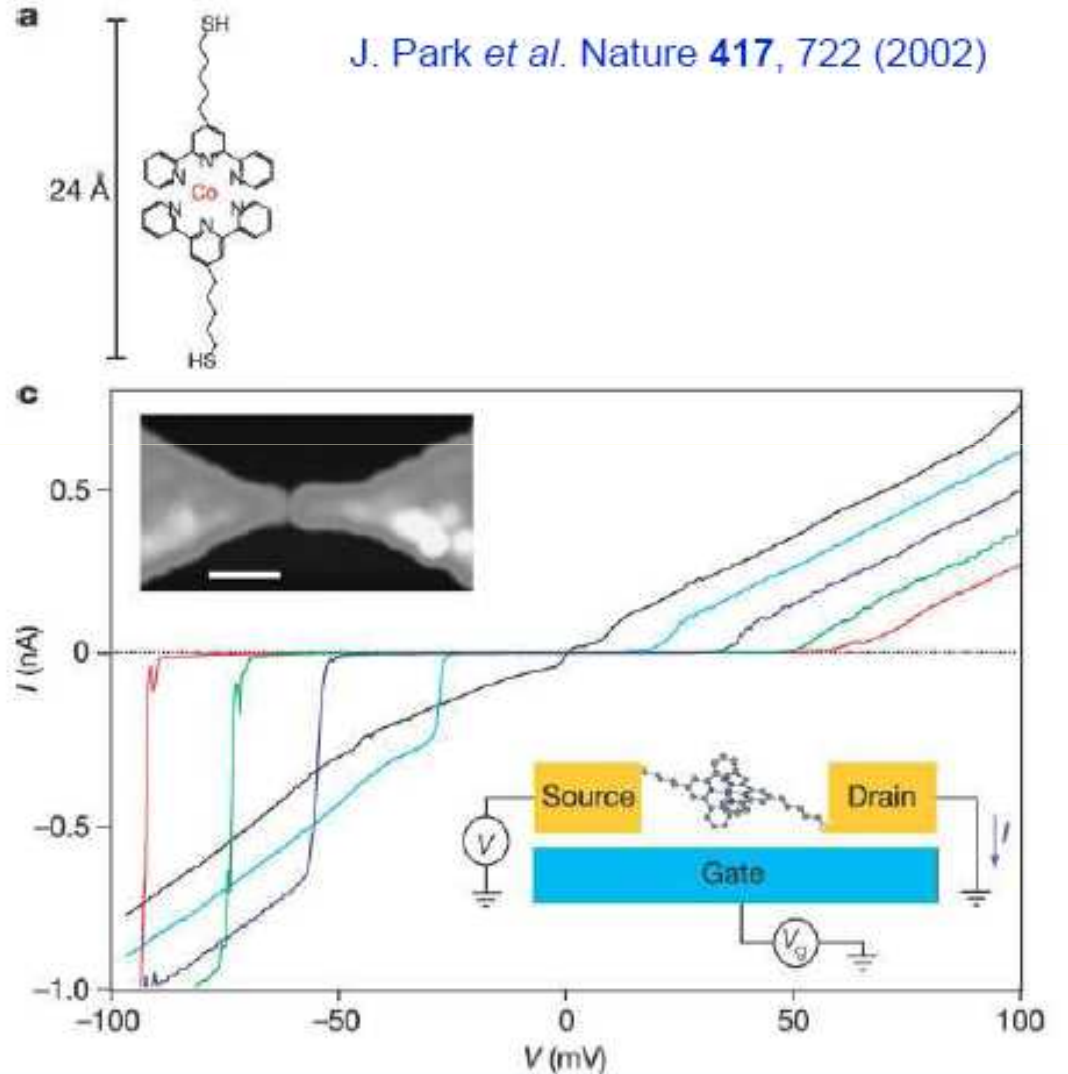 a
SH
J. Park et al. Nature 417, 722 (2002)
N
N N
24 Å
Co
N N
N
HS
c
0.5
0
I (nA)
−0.5
−1.0
Source
Drain
V
I
Gate
Vg
−100 −50 0 50 100
V (mV)